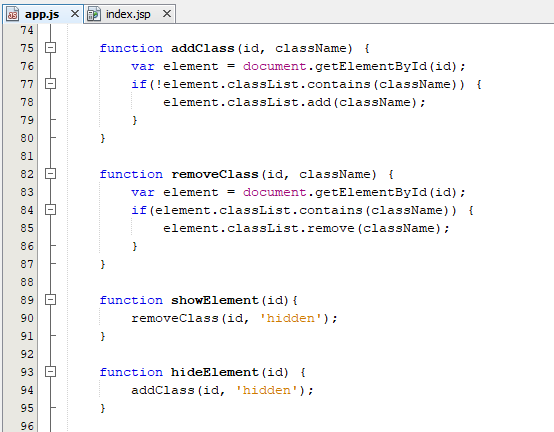 app.js × index.jsp ×
74
75 function addClass(id, className) {
76 var element = document.getElementById(id);
77 if(!element.classList.contains(className)) {
78 element.classList.add(className);
79 }
80 }
81
82 function removeClass(id, className) {
83 var element = document.getElementById(id);
84 if(element.classList.contains(className)) {
85 element.classList.remove(className);
86 }
87 }
88
89 function showElement(id){
90 removeClass(id, 'hidden');
91 }
92
93 function hideElement(id) {
94 addClass(id, 'hidden');
95 }
96